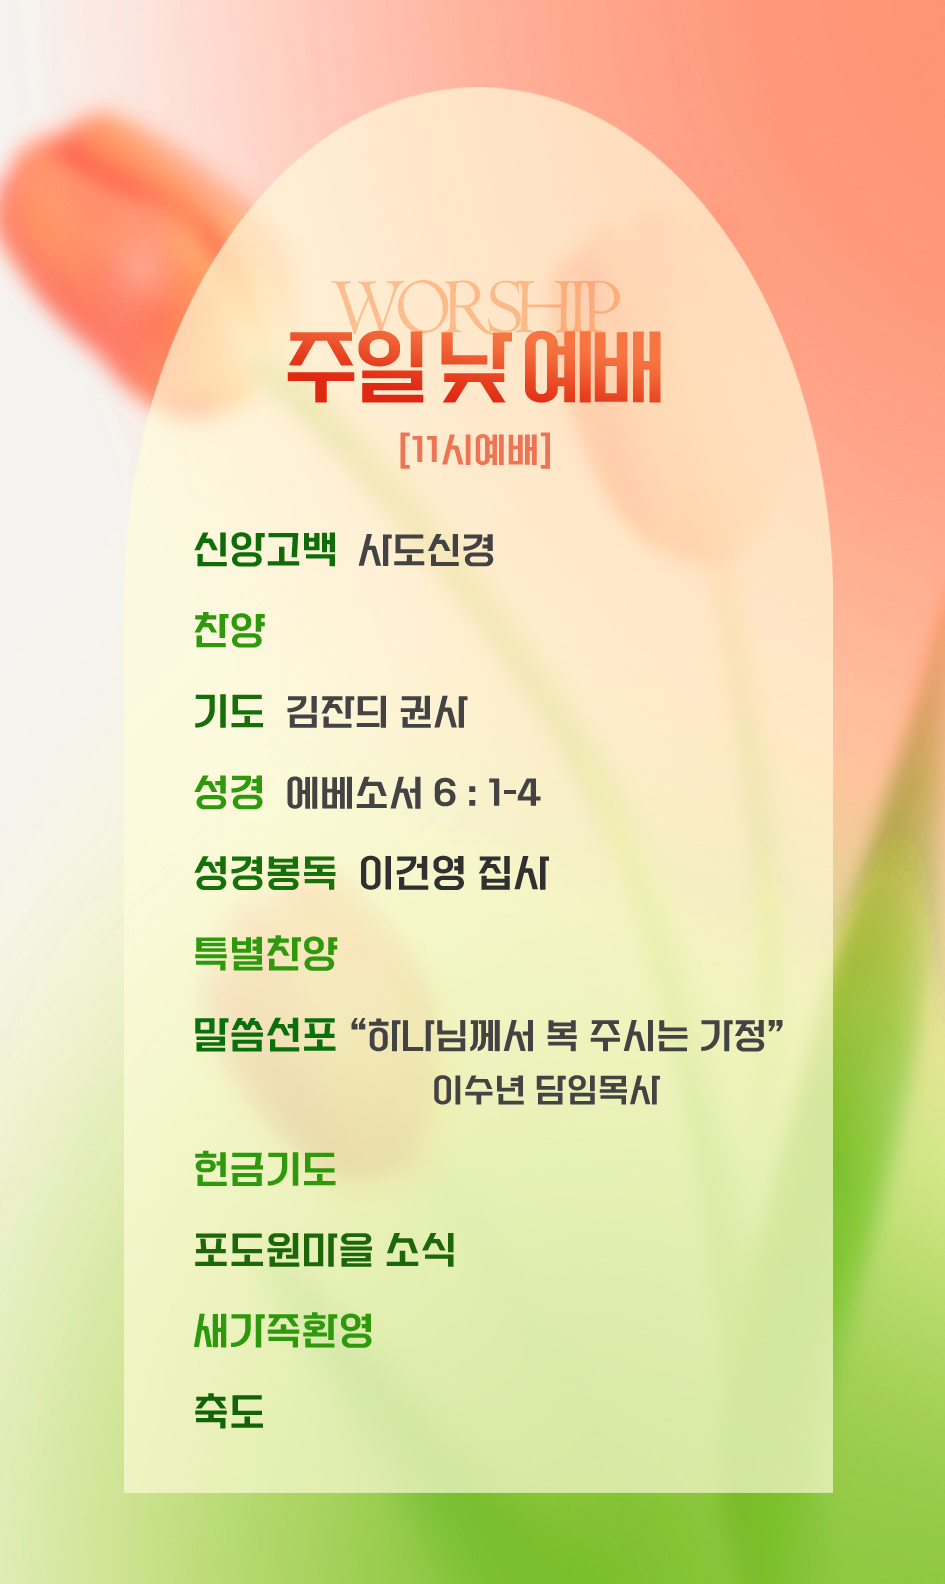 WORSHIP
주일 낮 예배
[11시예배]
신앙고백 사도신경
찬양
기도 김잔듸 권사
성경 에베소서 6 : 1-4
성경봉독 이건영 집사
특별찬양
말씀선포 “하나님께서 복 주시는 가정”
이수년 담임목사
헌금기도
포도원마을 소식
새가족환영
축도